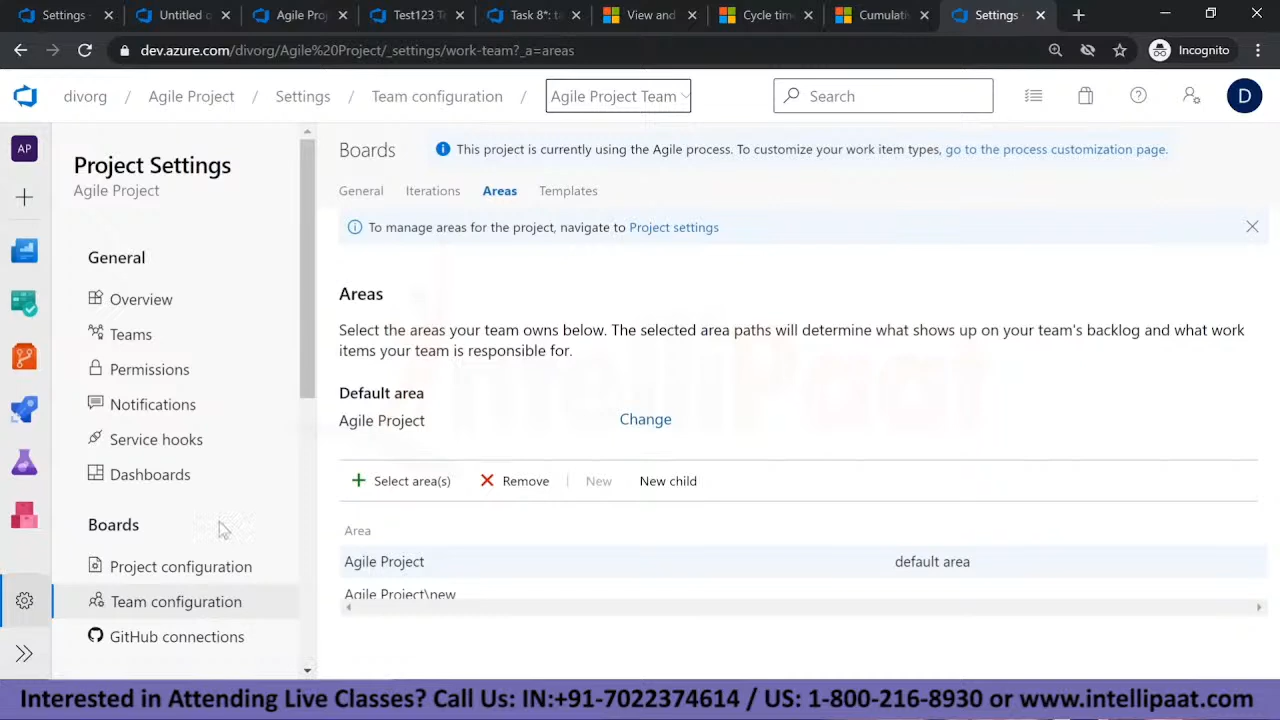 Settings ·
Untitled q
Agile Proj
Test123 T
Task 8*: ta
View and
Cycle time
Cumulativ
Settings ·
dev.azure.com/divorg/Agile%20Project/_settings/work-team?_a=areas
Incognito
divorg / Agile Project / Settings / Team configuration / Agile Project Team
Search
D
AP
Project Settings
Agile Project
General
Overview
Teams
Permissions
Notifications
Service hooks
Dashboards
Boards
Project configuration
Team configuration
GitHub connections
Boards
This project is currently using the Agile process. To customize your work item types, go to the process customization page.
General Iterations Areas Templates
To manage areas for the project, navigate to Project settings
Areas
Select the areas your team owns below. The selected area paths will determine what shows up on your team's backlog and what work
items your team is responsible for.
Default area
Agile Project Change
Select area(s) Remove New New child
Area
Agile Project default area
Agile Project\new
IntelliPaat
Interested in Attending Live Classes? Call Us: IN:+91-7022374614 / US: 1-800-216-8930 or www.intellipaat.com